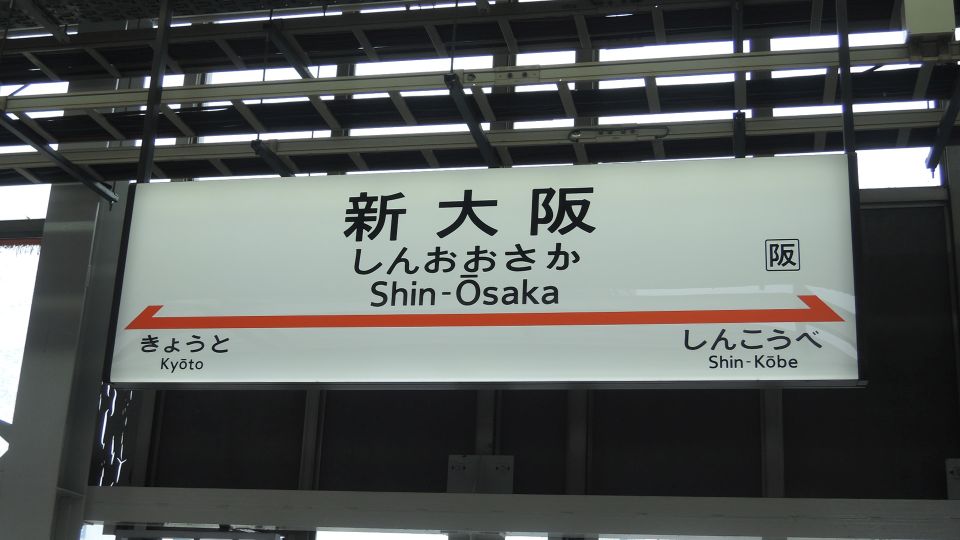 新大阪
しんおおさか
Shin-Ōsaka
阪
きょうと
Kyōto
しんこうべ
Shin-Kōbe